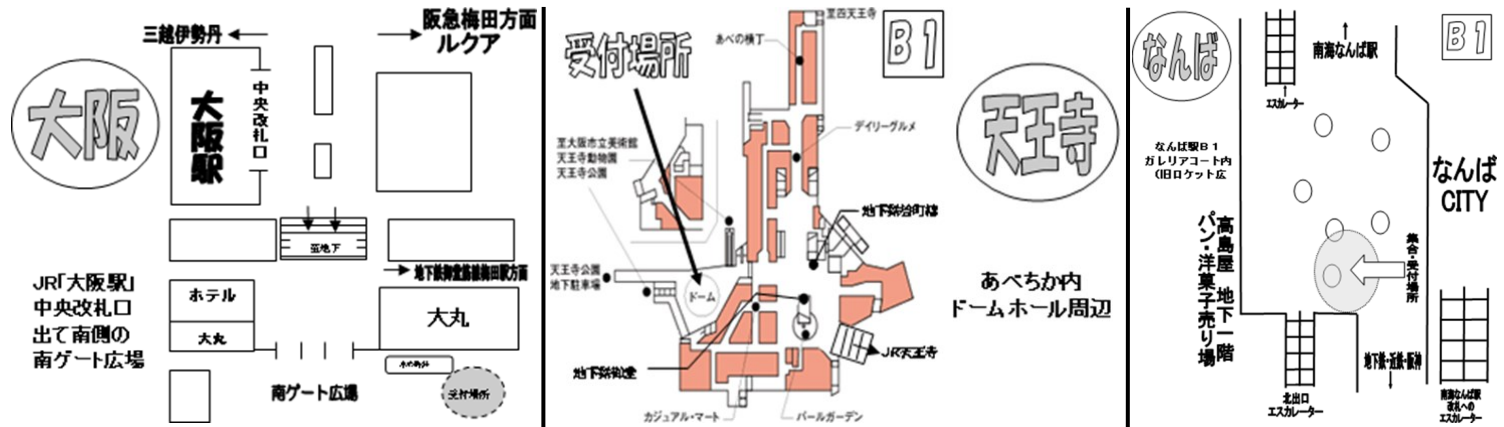 三越伊勢丹
阪急梅田方面
ルクア
大阪
大阪駅
中央改札口
至地下
地下鉄御堂筋線梅田駅方面
JR「大阪駅」
中央改札口
出て南側の
南ゲート広場
ホテル
大丸
大丸
水の時計
南ゲート広場
受付場所
受付場所
B1
至四天王寺
あべの横丁
天王寺
デイリーグルメ
至大阪市立美術館
天王寺動物園
天王寺公園
地下鉄谷町線
天王寺公園
地下駐車場
ドーム
あべちか内
ドームホール周辺
JR天王寺
地下鉄御堂
カジュアル・マート
パールガーデン
なんば
B1
南海なんば駅
エスカレーター
なんば駅B1
ガレリアコート内
(旧ロケット広
なんば
CITY
高島屋 地下一階
パン・洋菓子売り場
集合・受付場所
北出口
エスカレーター
地下鉄・近鉄・阪神
南海なんば駅
改札への
エスカレーター